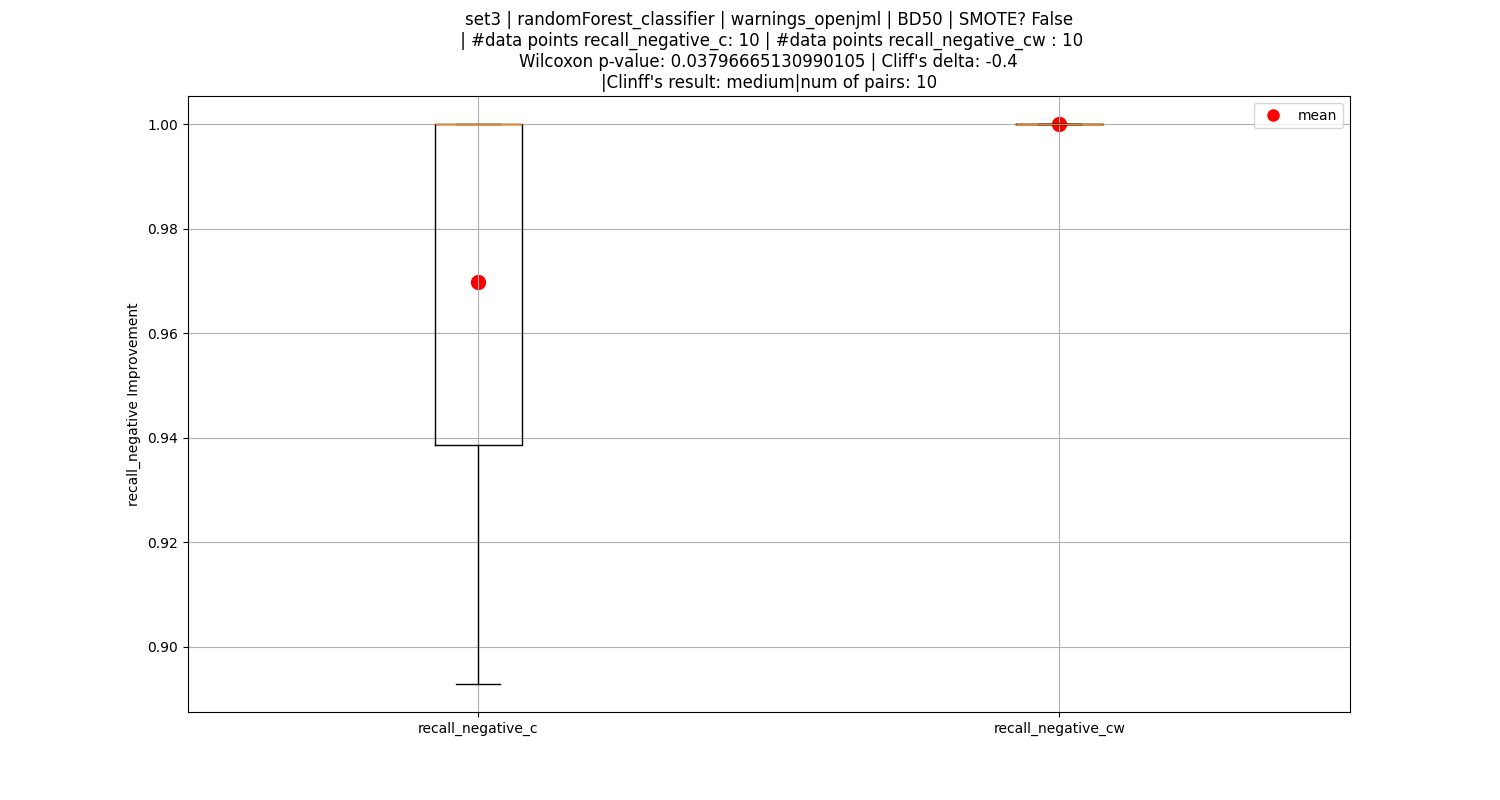 set3 | randomForest_classifier | warnings_openjml | BD50 | SMOTE? False
| #data points recall_negative_c: 10 | #data points recall_negative_cw : 10
Wilcoxon p-value: 0.03796665130990105 | Cliff's delta: -0.4
|Clinff's result: medium|num of pairs: 10
mean
1.00
0.98
0.96
0.94
0.92
0.90
recall_negative Improvement
recall_negative_c
recall_negative_cw